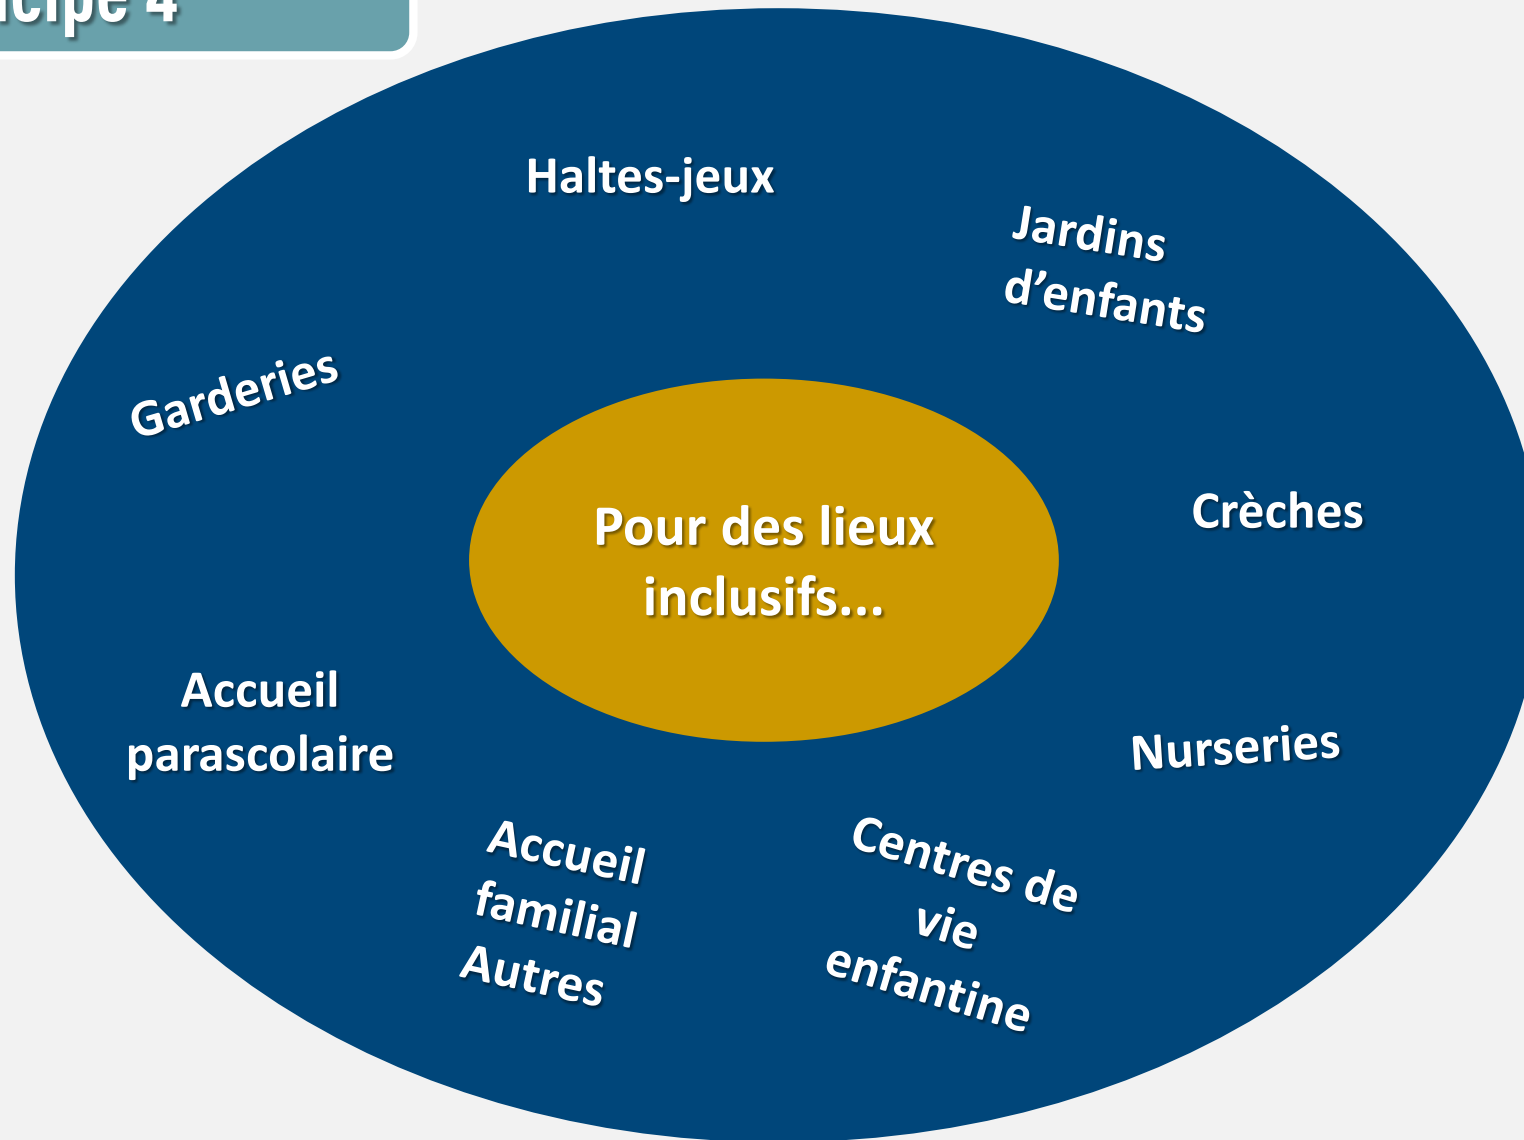 4
Haltes-jeux
Jardins
d’enfants
Garderies
Crèches
Pour des lieux
inclusifs...
Accueil
parascolaire
Nurseries
Accueil
familial
Autres
Centres de
vie
enfantine